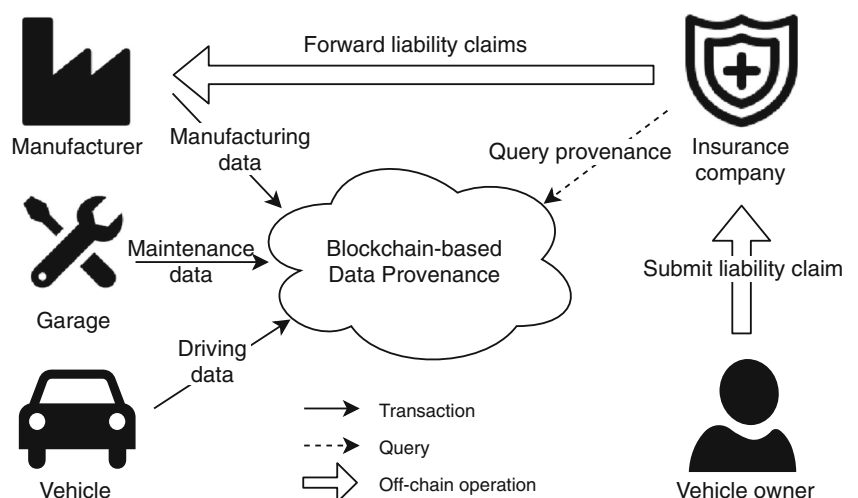 Forward liability claims
Manufacturer
Manufacturing
data
Query provenance
Insurance
company
Blockchain-based
Data Provenance
Maintenance
data
Garage
Submit liability claim
Driving
data
Transaction
Query
Off-chain operation
Vehicle
Vehicle owner